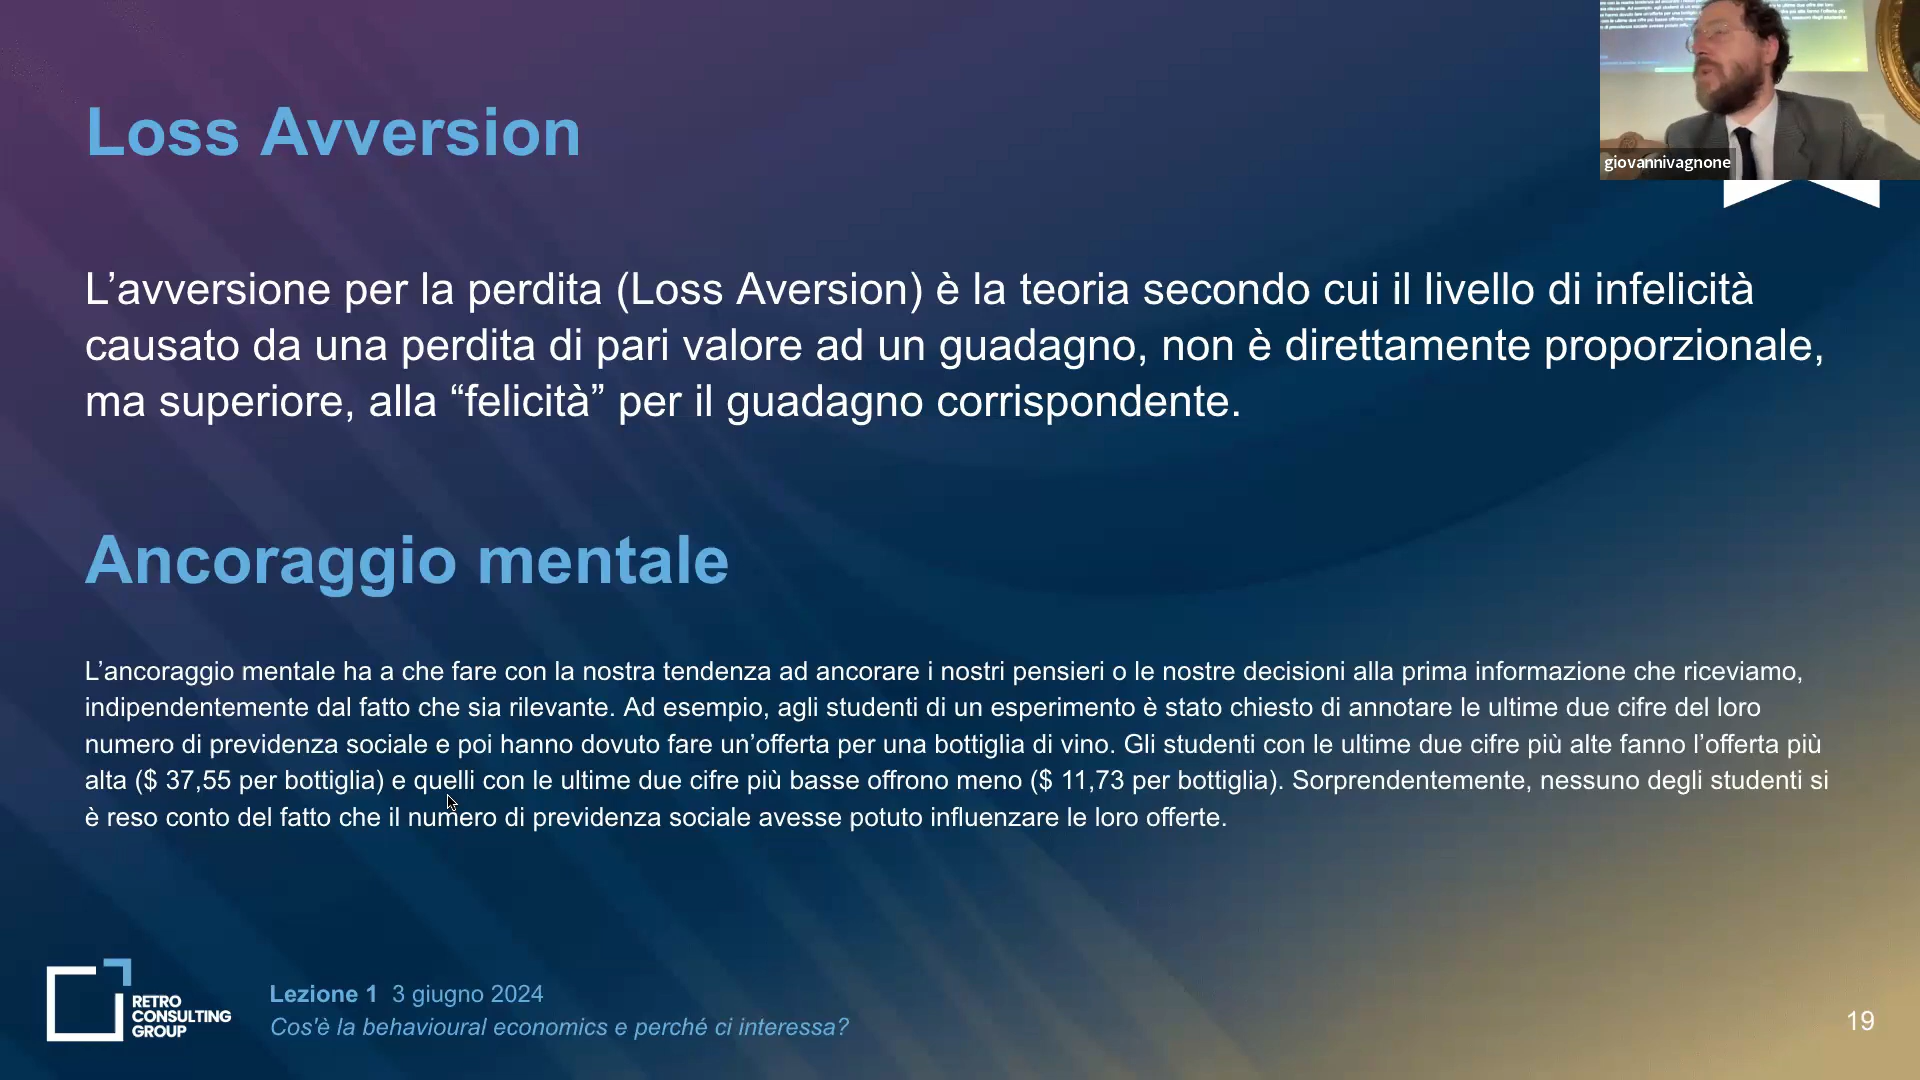 Loss Avversion
giovannivagnone
L’avversione per la perdita (Loss Aversion) è la teoria secondo cui il livello di infelicità
causato da una perdita di pari valore ad un guadagno, non è direttamente proporzionale,
ma superiore, alla “felicità” per il guadagno corrispondente.
Ancoraggio mentale
L’ancoraggio mentale ha a che fare con la nostra tendenza ad ancorare i nostri pensieri o le nostre decisioni alla prima informazione che riceviamo,
indipendentemente dal fatto che sia rilevante. Ad esempio, agli studenti di un esperimento è stato chiesto di annotare le ultime due cifre del loro
numero di previdenza sociale e poi hanno dovuto fare un’offerta per una bottiglia di vino. Gli studenti con le ultime due cifre più alte fanno l’offerta più
alta ($ 37,55 per bottiglia) e quelli con le ultime due cifre più basse offrono meno ($ 11,73 per bottiglia). Sorprendentemente, nessuno degli studenti si
è reso conto del fatto che il numero di previdenza sociale avesse potuto influenzare le loro offerte.
RETRO
CONSULTING
GROUP
Lezione 1 3 giugno 2024
Cos'è la behavioural economics e perché ci interessa?
19